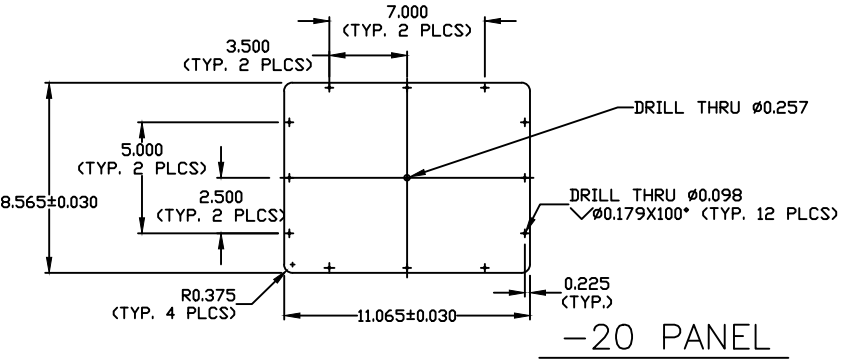 7.000
(TYP. 2 PLCS)
3.500
(TYP. 2 PLCS)
DRILL THRU ø0.257
5.000
(TYP. 2 PLCS)
2.500
(TYP. 2 PLCS)
8.565±0.030
DRILL THRU ø0.098
ø0.179X100° (TYP. 12 PLCS)
R0.375
(TYP. 4 PLCS)
0.225
(TYP.)
11.065±0.030
-20 PANEL